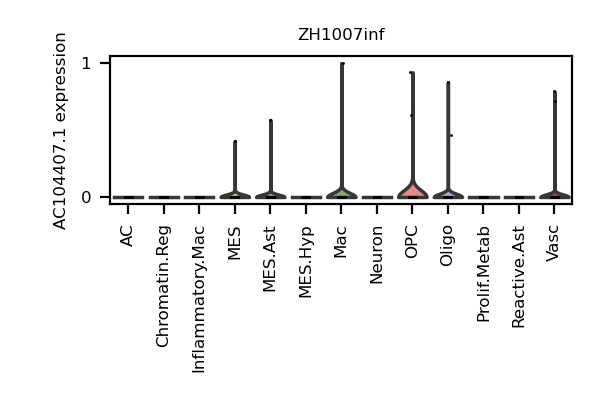 ZH1007inf
AC104407.1 expression
1
0
AC
Chromatin.Reg
Inflammatory.Mac
MES
MES.Ast
MES.Hyp
Mac
Neuron
OPC
Oligo
Prolif.Metab
Reactive.Ast
Vasc